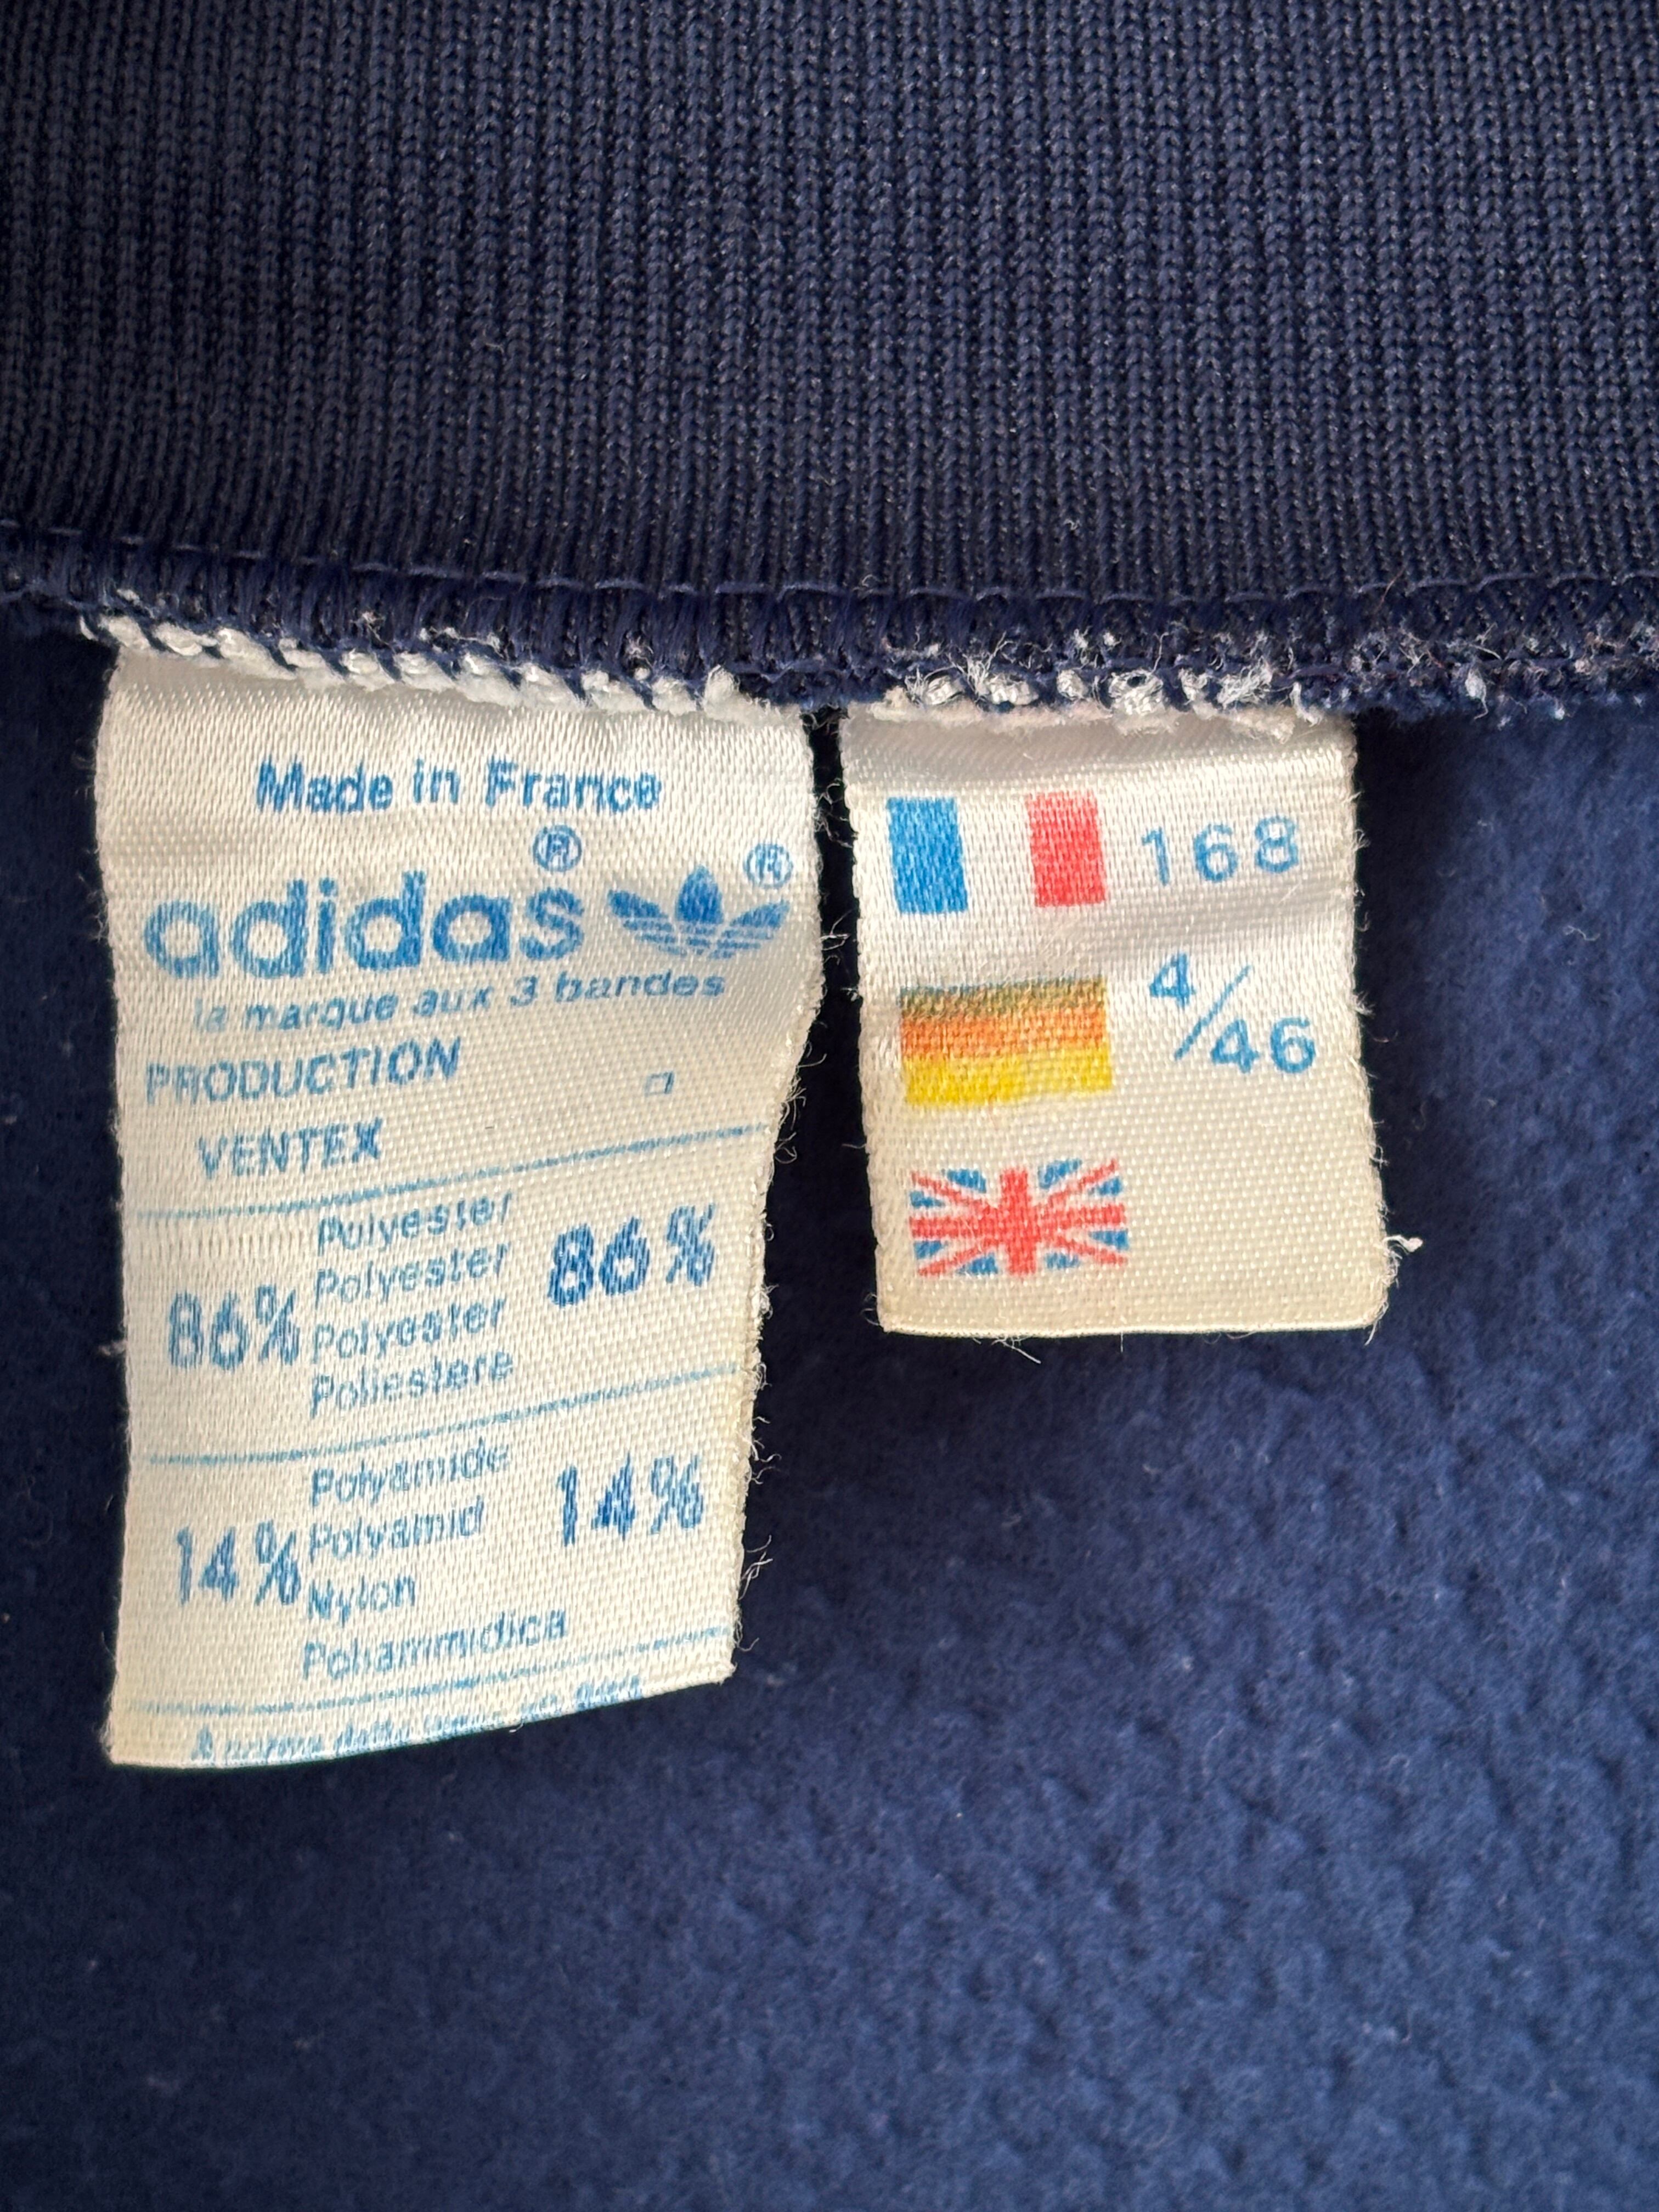 Made in France
®
adidas ®
la marque aux 3 bandes
PRODUCTION
VENTEX
Polyester
Polyester
86% 86%
Polyester
Poliestere
Polyamide
Polyamid
14% 14%
Nylon
Poliammidica
168
4/46